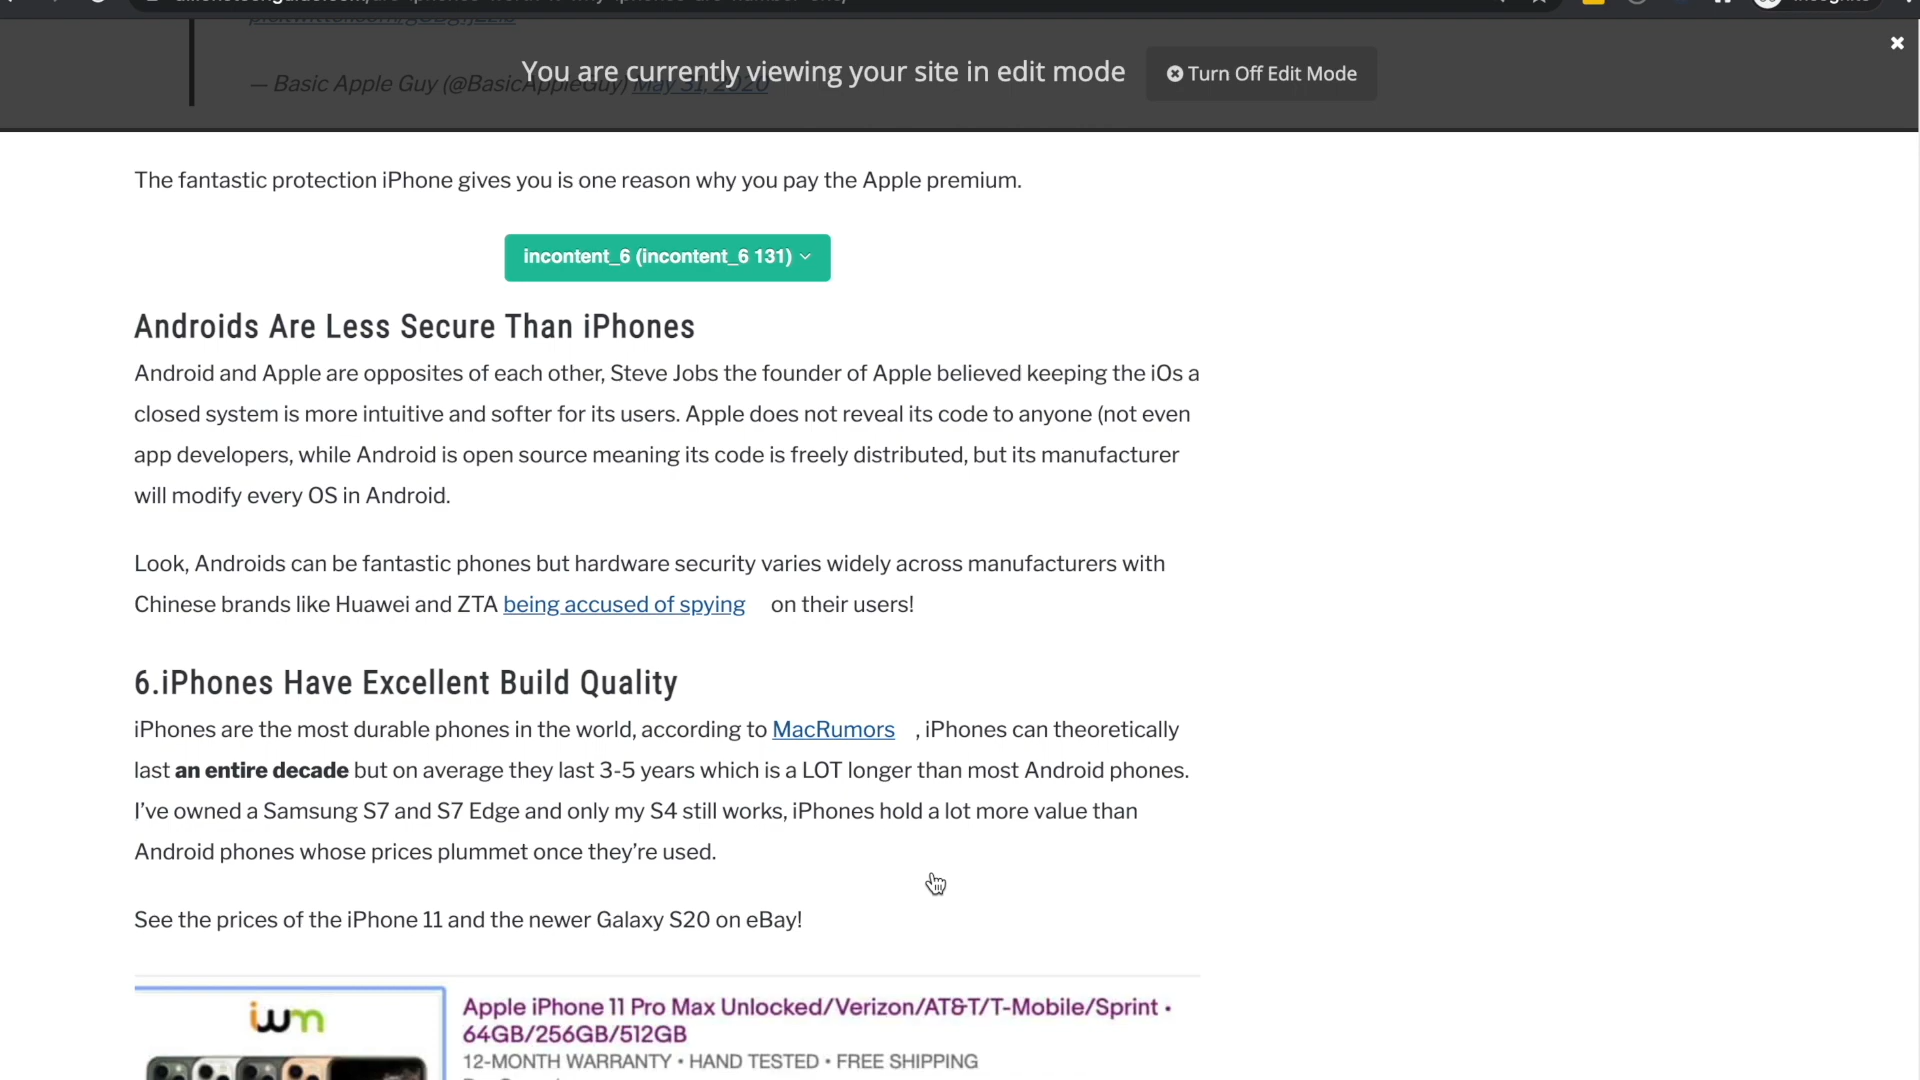 You are currently viewing your site in edit mode
Turn Off Edit Mode
— Basic Apple Guy (@BasicAppleGuy) May 31, 2020
The fantastic protection iPhone gives you is one reason why you pay the Apple premium.
incontent_6 (incontent_6 131)
Androids Are Less Secure Than iPhones
Android and Apple are opposites of each other, Steve Jobs the founder of Apple believed keeping the iOs a
closed system is more intuitive and softer for its users. Apple does not reveal its code to anyone (not even
app developers, while Android is open source meaning its code is freely distributed, but its manufacturer
will modify every OS in Android.
Look, Androids can be fantastic phones but hardware security varies widely across manufacturers with
Chinese brands like Huawei and ZTA being accused of spying on their users!
6.iPhones Have Excellent Build Quality
iPhones are the most durable phones in the world, according to MacRumors , iPhones can theoretically
last an entire decade but on average they last 3-5 years which is a LOT longer than most Android phones.
I’ve owned a Samsung S7 and S7 Edge and only my S4 still works, iPhones hold a lot more value than
Android phones whose prices plummet once they’re used.
See the prices of the iPhone 11 and the newer Galaxy S20 on eBay!
iwm
Apple iPhone 11 Pro Max Unlocked/Verizon/AT&T/T-Mobile/Sprint •
64GB/256GB/512GB
12-MONTH WARRANTY • HAND TESTED • FREE SHIPPING